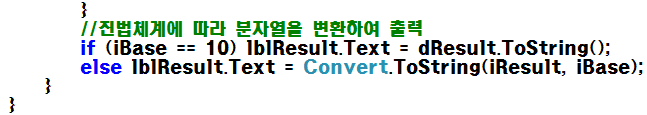 }
//진법체계에 따라 문자열을 변환하여 출력
if (iBase == 10) lblResult.Text = dResult.ToString();
else lblResult.Text = Convert.ToString(iResult, iBase);
}
}